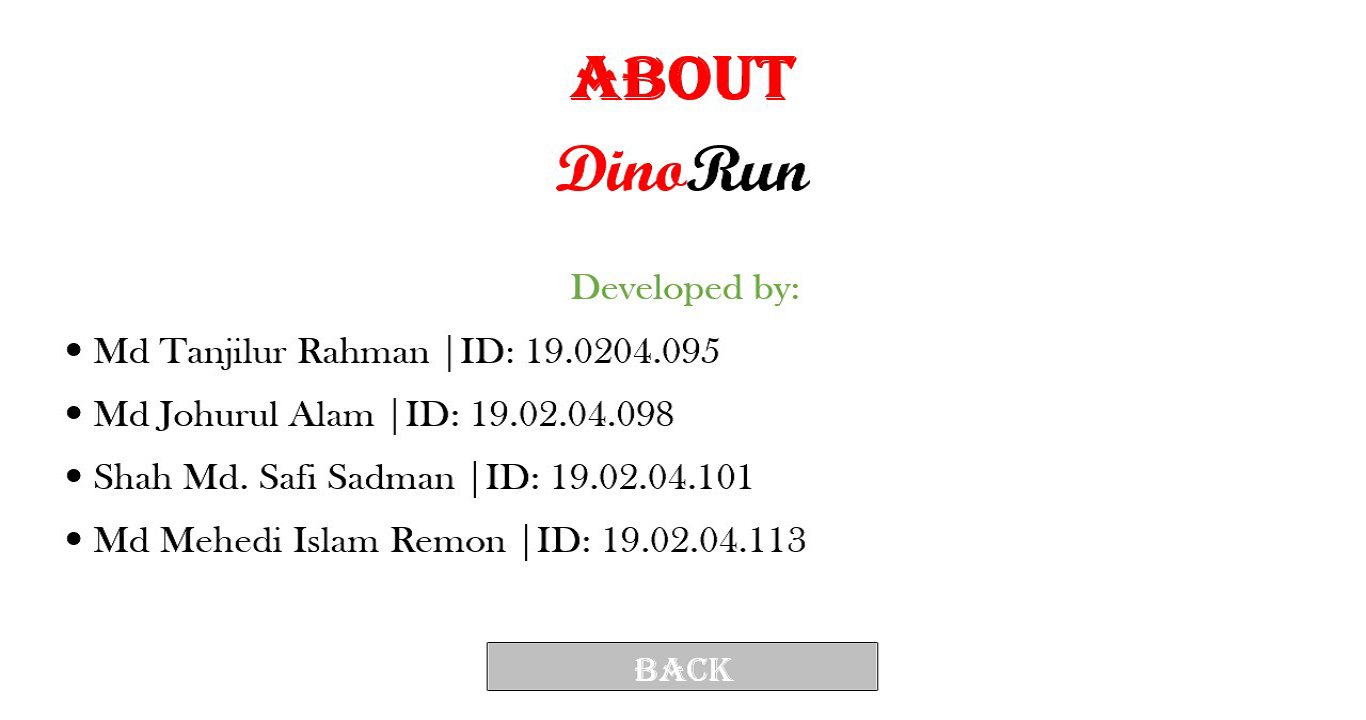 ABOUT
DinoRun
Developed by:
• Md Tanjilur Rahman |ID: 19.0204.095
• Md Johurul Alam |ID: 19.02.04.098
• Shah Md. Safi Sadman |ID: 19.02.04.101
• Md Mehedi Islam Remon |ID: 19.02.04.113
BACK